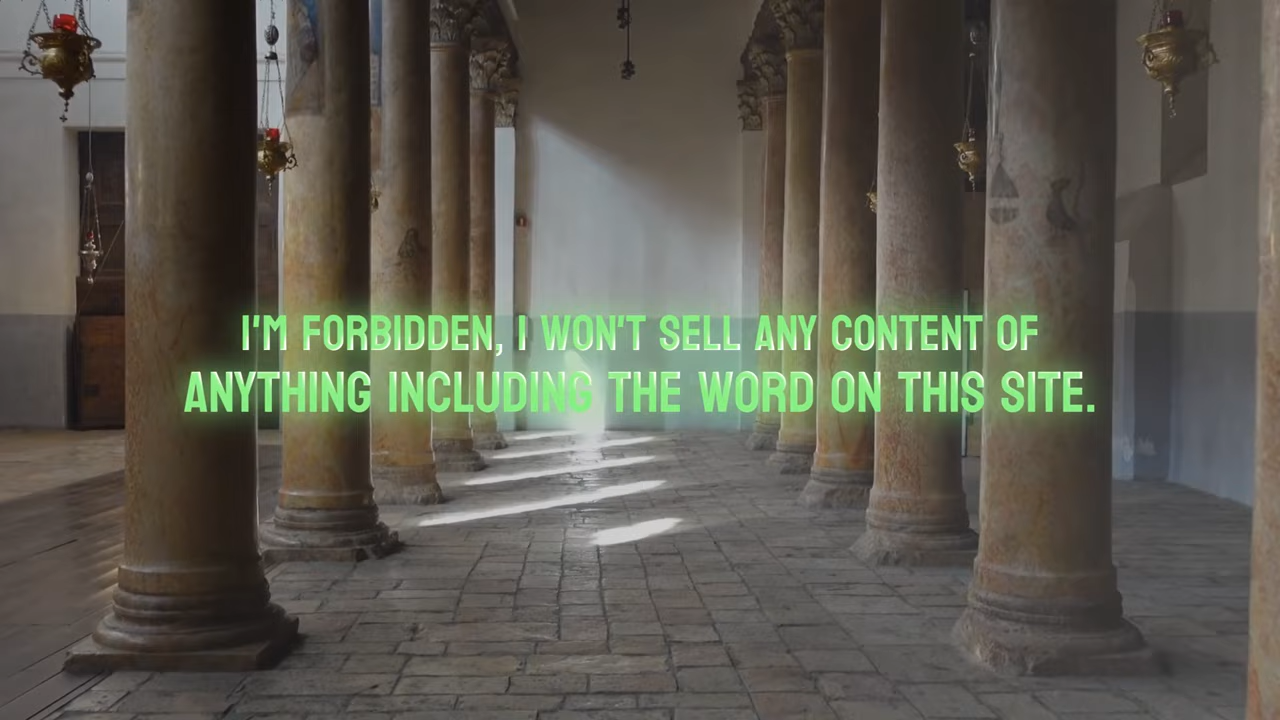 I'M FORBIDDEN, I WON'T SELL ANY CONTENT OF
ANYTHING INCLUDING THE WORD ON THIS SITE.